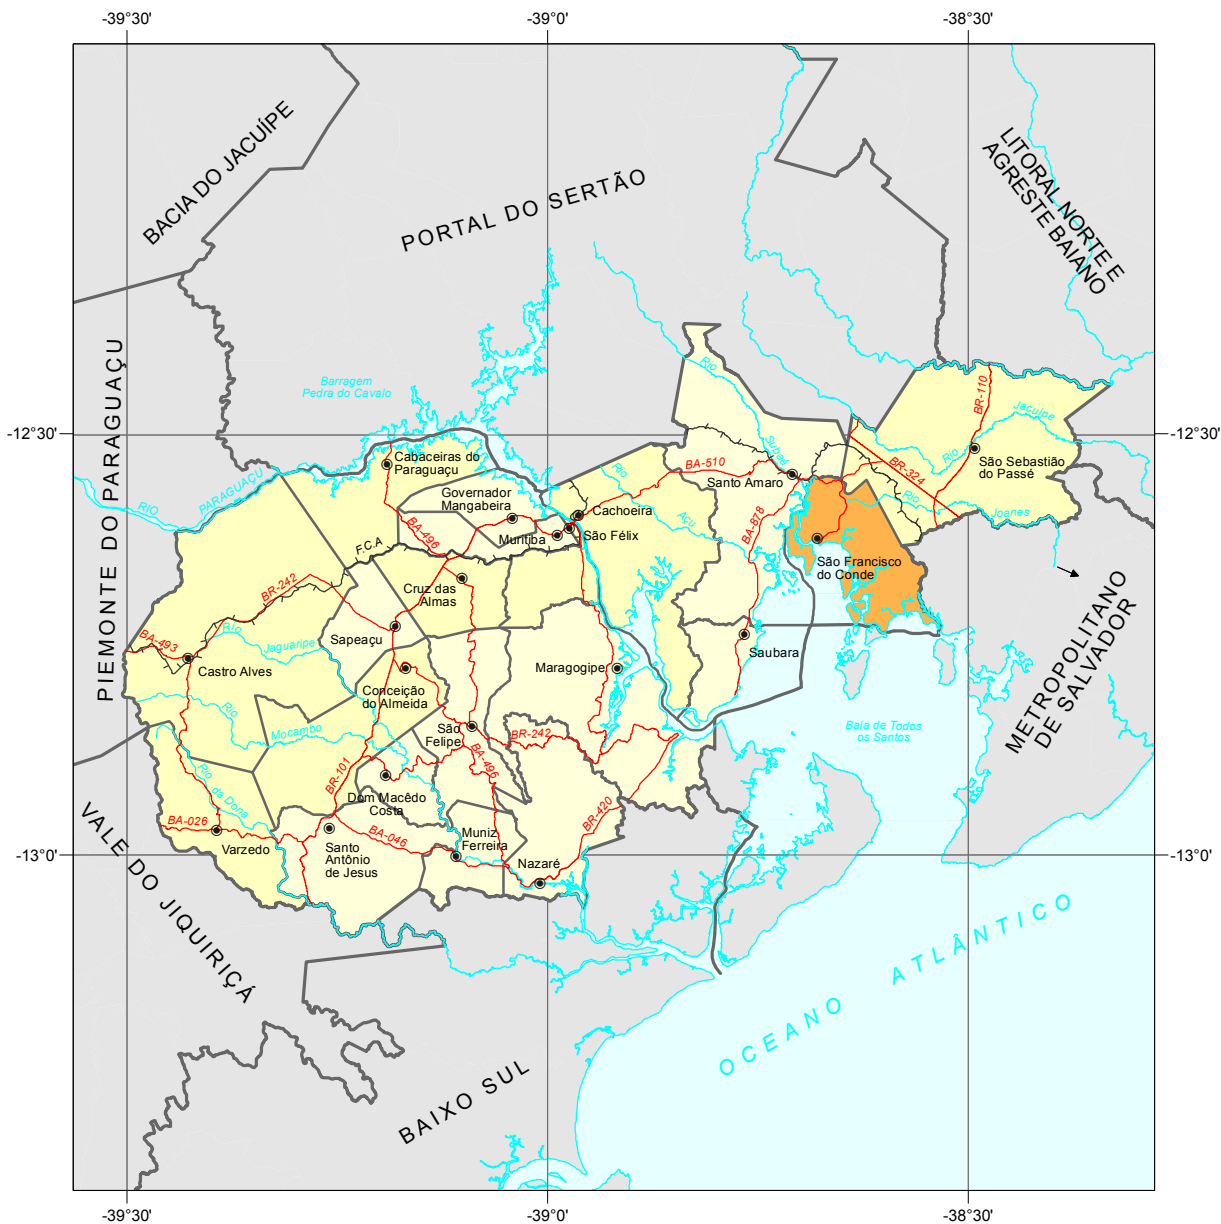 -39°30'
-39°0'
-38°30'
BACIA DO JACUÍPE
PORTAL DO SERTÃO
LITORAL NORTE E
AGRESTE BAIANO
PIEMONTE DO PARAGUAÇU
Barragem
Pedra do Cavalo
Rio
BR-110
Jacuípe
-12°30'
-12°30'
Subaé
Rio
Cabaceiras do
Paraguaçu
BA-510
BR-324
São Sebastião
do Passé
RIO
PARAGUAÇU
Rio
Santo Amaro
Governador
Mangabeira
Cachoeira
Açu
BA-878
Rio
Joanes
BA-496
Muritiba
São Félix
F.C.A
São Francisco
do Conde
BR-242
Cruz das
Almas
METROPOLITANO
DE SALVADOR
BA-493
Rio
Jaguaripe
Sapeaçu
Saubara
Castro Alves
Maragogipe
Conceição
do Almeida
Rio
Mocambo
São
Felipe
BR-242
Baía de Todos
os Santos
BA-496
BR-101
Rio
da Dona
Dom Macêdo
Costa
BR-420
BA-026
BA-046
Muniz
Ferreira
Varzedo
Santo
Antônio
de Jesus
Nazaré
-13°0'
-13°0'
VALE DO JIQUIRIÇÁ
OCEANO ATLÂNTICO
BAIXO SUL
-39°30'
-39°0'
-38°30'